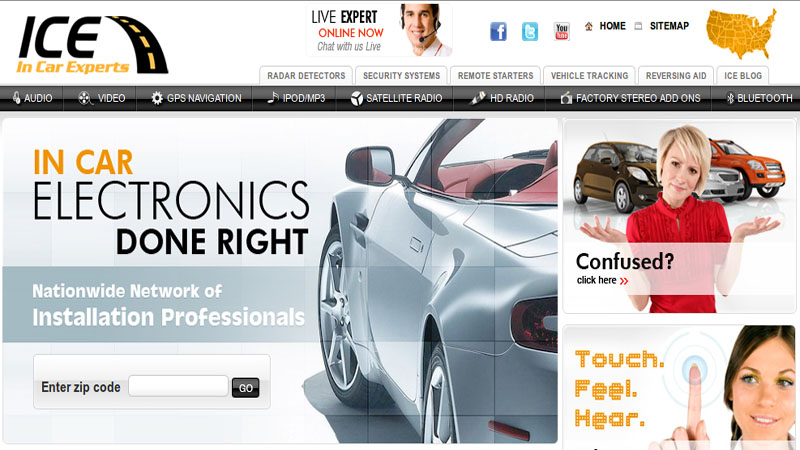 ICE
In Car Experts
LIVE EXPERT
ONLINE NOW
Chat with us Live
f
t
You
Tube
HOME
SITEMAP
RADAR DETECTORS
SECURITY SYSTEMS
REMOTE STARTERS
VEHICLE TRACKING
REVERSING AID
ICE BLOG
AUDIO
VIDEO
GPS NAVIGATION
IPOD/MP3
SATELLITE RADIO
HD RADIO
FACTORY STEREO ADD ONS
BLUETOOTH
IN CAR
ELECTRONICS
DONE RIGHT
Nationwide Network of
Installation Professionals
Enter zip code
GO
Confused?
click here »
Touch.
Feel.
Hear.